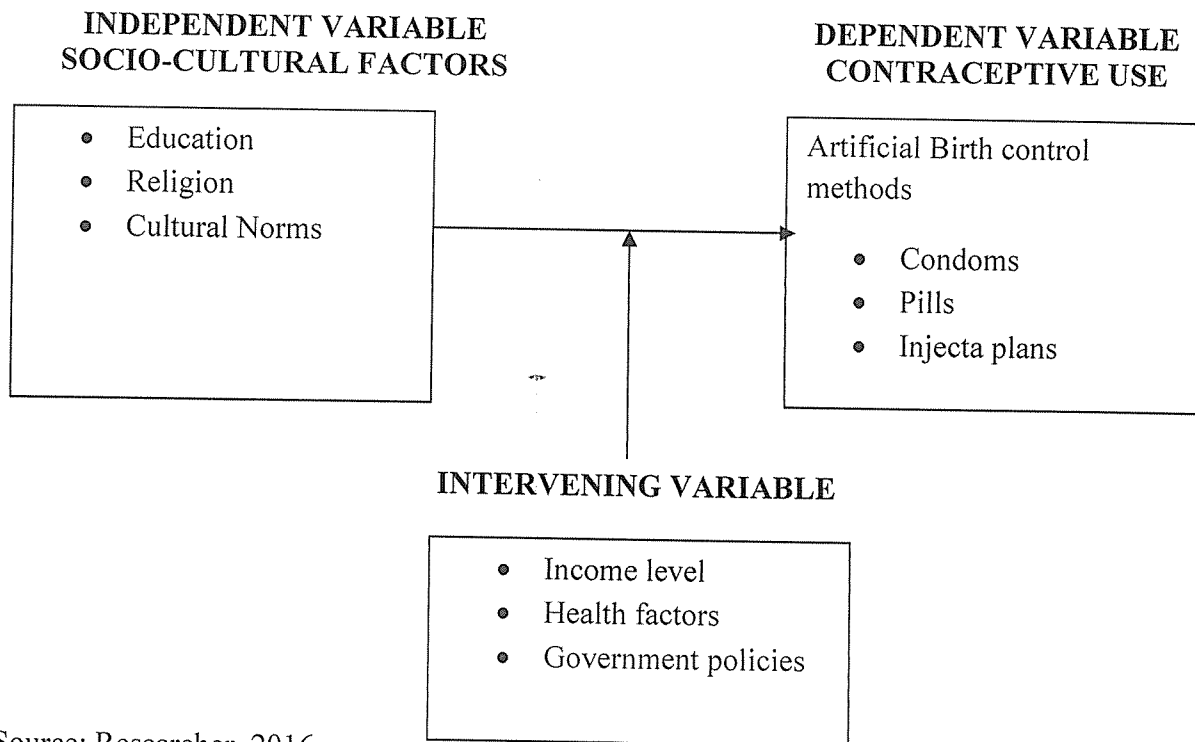 INDEPENDENT VARIABLE
SOCIO-CULTURAL FACTORS
• Education
• Religion
• Cultural Norms
DEPENDENT VARIABLE
CONTRACEPTIVE USE
Artificial Birth control
methods
• Condoms
• Pills
• Injecta plans
INTERVENING VARIABLE
• Income level
• Health factors
• Government policies
Source: Researcher, 2016